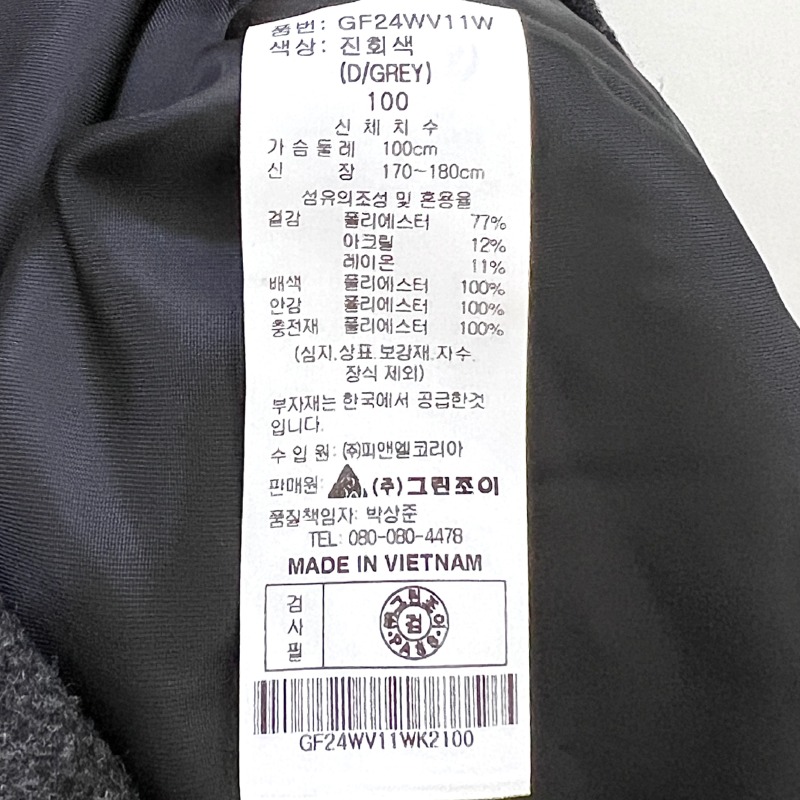 품번: GF24WV11W
색상: 진회색
(D/GREY)
100
신 체 치 수
가 슴 둘 레 100cm
신 장 170~180cm
섬유의조성 및 혼용율
겉감 폴리에스터 77%
아크릴 12%
레이온 11%
배색 폴리에스터 100%
안감 폴리에스터 100%
충전재 폴리에스터 100%
(심지.상표.보강재.자수.
장식 제외)
부자재는 한국에서 공급한것
입니다.
수 입 원: ㈜피앤엘코리아
판매원: (주)그린조이
품질책임자: 박상준
TEL: 080-080-4478
MADE IN VIETNAM
검
사
필
㈜그린조이
검
PASS
GF24WV11WK2100